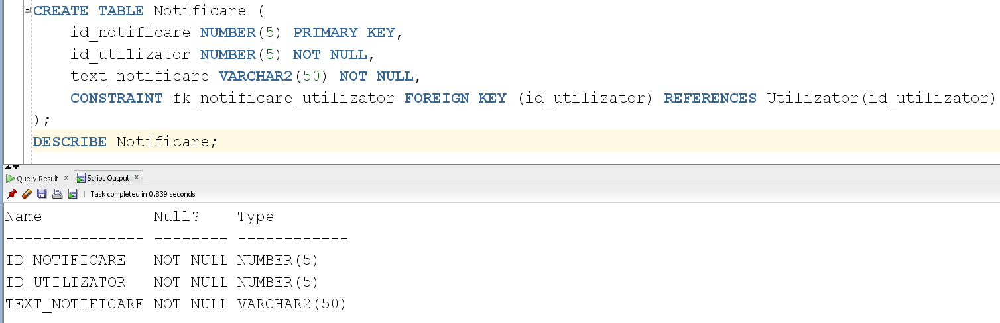 CREATE TABLE Notificare (
    id_notificare NUMBER(5) PRIMARY KEY,
    id_utilizator NUMBER(5) NOT NULL,
    text_notificare VARCHAR2(50) NOT NULL,
    CONSTRAINT fk_notificare_utilizator FOREIGN KEY (id_utilizator) REFERENCES Utilizator(id_utilizator)
);
DESCRIBE Notificare;
Query Result x Script Output x
Task completed in 0.839 seconds
Name            Null?    Type
--------------- -------- ------------
ID_NOTIFICARE   NOT NULL NUMBER(5)
ID_UTILIZATOR   NOT NULL NUMBER(5)
TEXT_NOTIFICARE NOT NULL VARCHAR2(50)